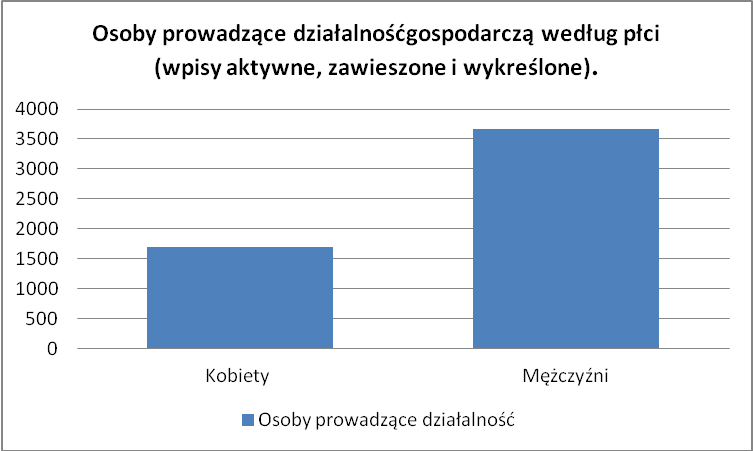 Osoby prowadzące działalnośćgospodarczą według płci
(wpisy aktywne, zawieszone i wykreślone).
4000
3500
3000
2500
2000
1500
1000
500
0
Kobiety
Mężczyźni
Osoby prowadzące działalność